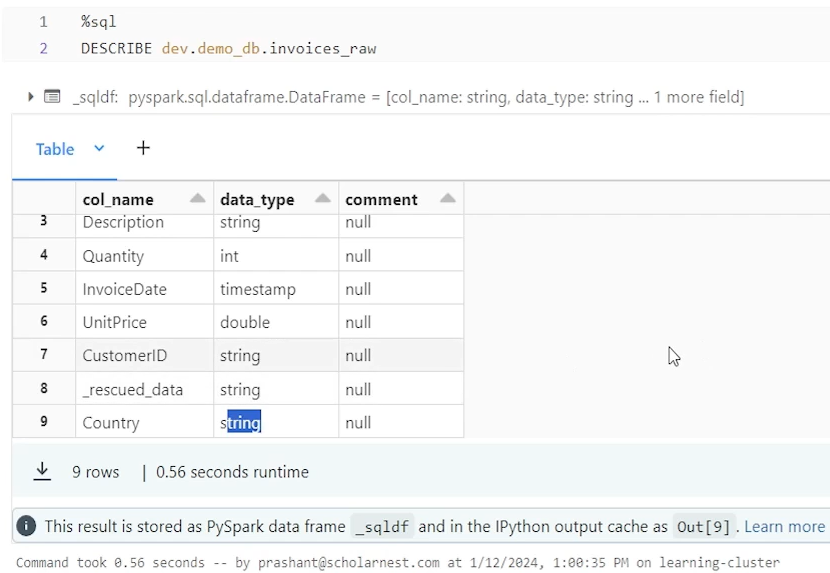 1 %sql
2 DESCRIBE dev.demo_db.invoices_raw
_sqldf: pyspark.sql.dataframe.DataFrame = [col_name: string, data_type: string ... 1 more field]
Table +
col_name data_type comment
3 Description string null
4 Quantity int null
5 InvoiceDate timestamp null
6 UnitPrice double null
7 CustomerID string null
8 _rescued_data string null
9 Country string null
9 rows | 0.56 seconds runtime
This result is stored as PySpark data frame _sqldf and in the IPython output cache as Out[9]. Learn more
Command took 0.56 seconds -- by prashant@scholarnest.com at 1/12/2024, 1:00:35 PM on learning-cluster